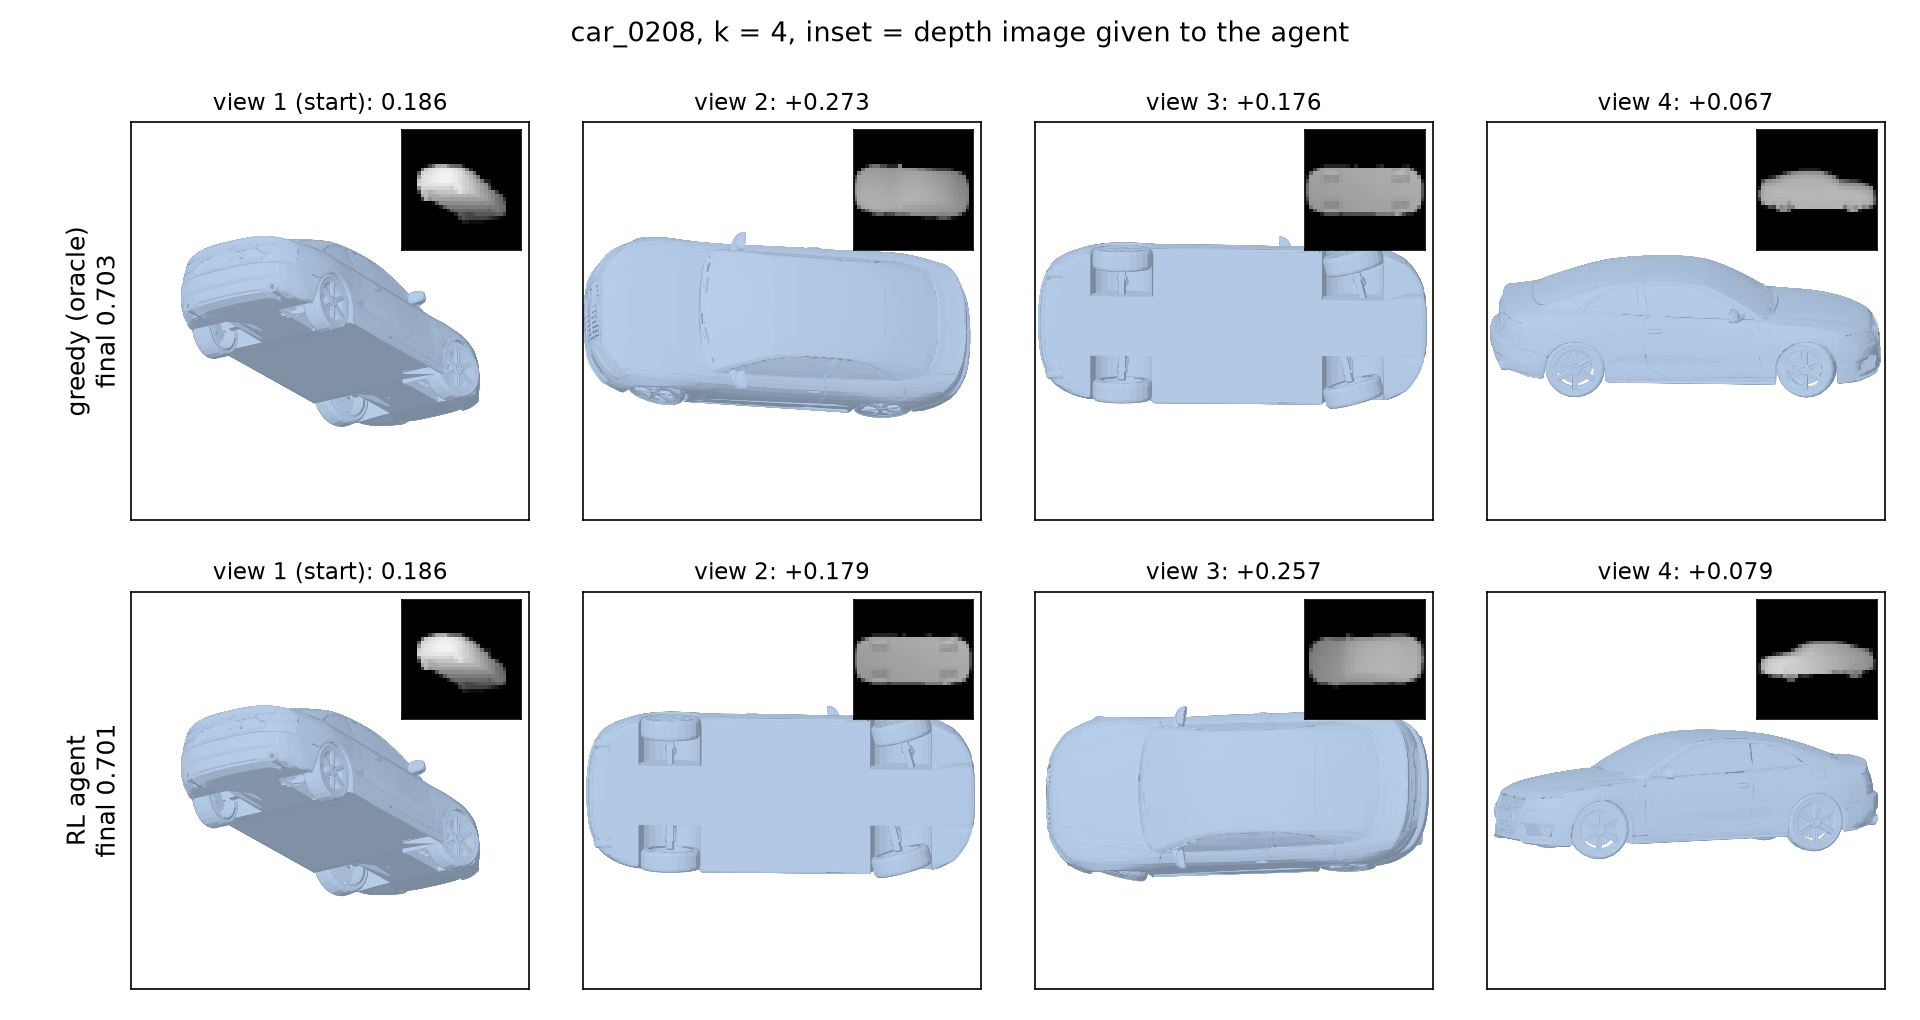 car_0208, k = 4, inset = depth image given to the agent
greedy (oracle)
final 0.703
view 1 (start): 0.186
view 2: +0.273
view 3: +0.176
view 4: +0.067
RL agent
final 0.701
view 1 (start): 0.186
view 2: +0.179
view 3: +0.257
view 4: +0.079